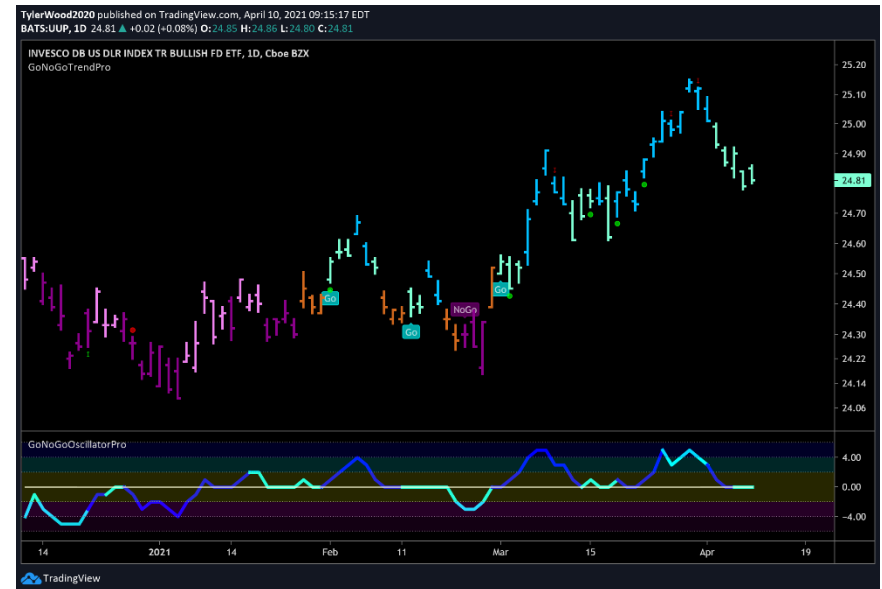 TylerWood2020 published on TradingView.com, April 10, 2021 09:15:17 EDT
BATS:UUP, 1D 24.81 ▲ +0.02 (+0.08%) O:24.85 H:24.86 L:24.80 C:24.81
INVESCO DB US DLR INDEX TR BULLISH FD ETF, 1D, Cboe BZX
GoNoGoTrendPro
25.20
25.10
25.00
24.90
24.81
24.70
24.60
24.50
24.40
24.30
24.22
24.14
24.06
Go
Go
NoGo
Go
GoNoGoOscillatorPro
4.00
0.00
−4.00
14 2021 14 Feb 11 Mar 15 Apr 19
TradingView